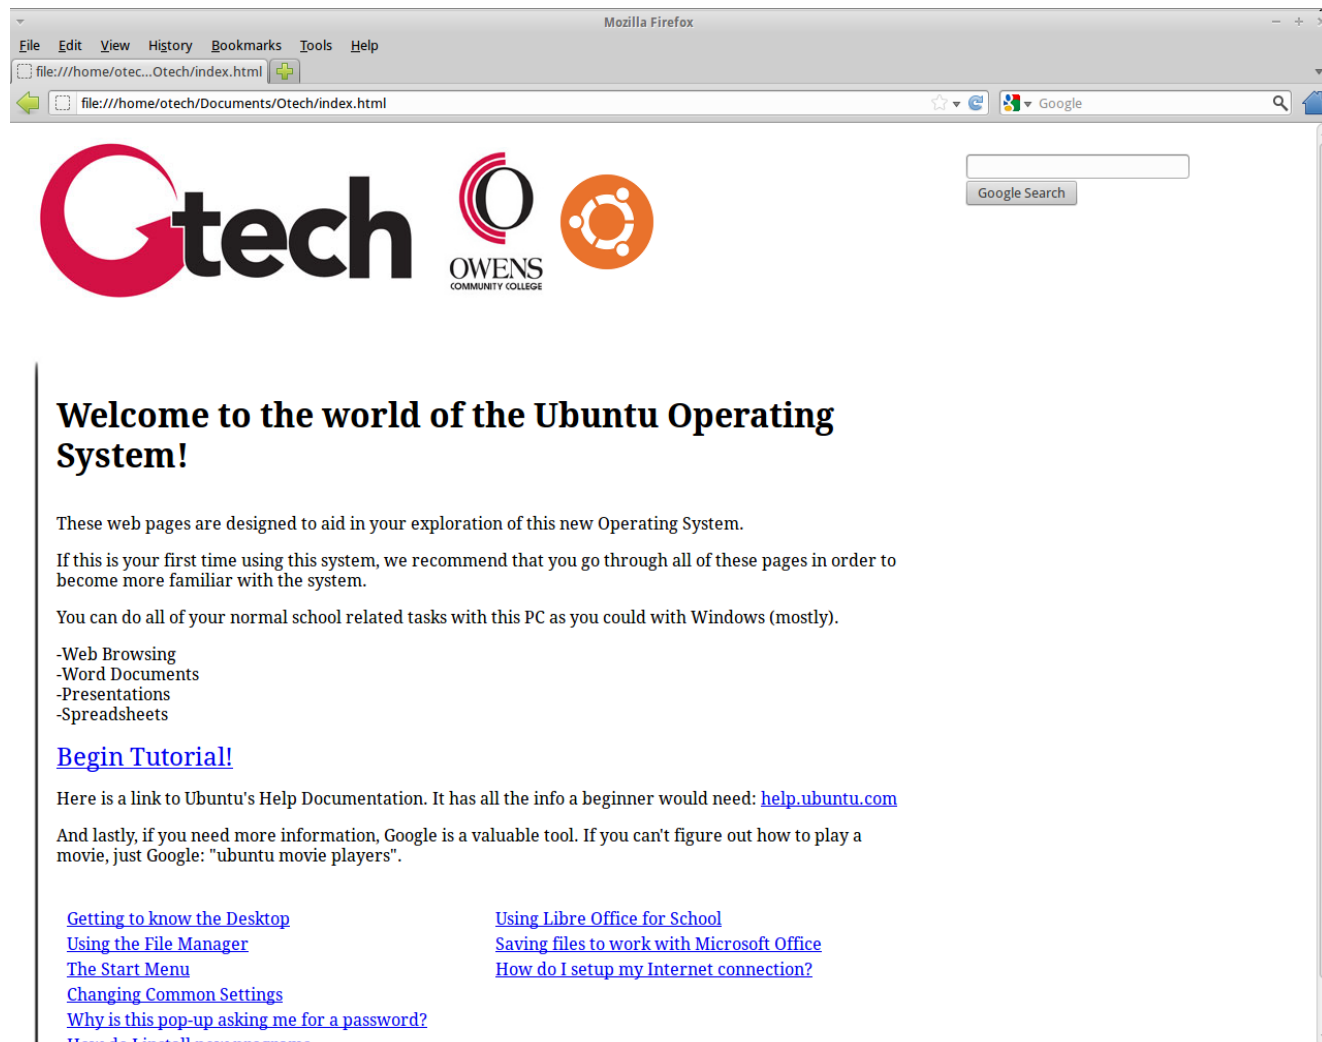 Mozilla Firefox
File Edit View History Bookmarks Tools Help
file:///home/otec...Otech/index.html
file:///home/otech/Documents/Otech/index.html
Google
Otech
OWENS
COMMUNITY COLLEGE
Google Search
Welcome to the world of the Ubuntu Operating
System!
These web pages are designed to aid in your exploration of this new Operating System.
If this is your first time using this system, we recommend that you go through all of these pages in order to
become more familiar with the system.
You can do all of your normal school related tasks with this PC as you could with Windows (mostly).
-Web Browsing
-Word Documents
-Presentations
-Spreadsheets
Begin Tutorial!
Here is a link to Ubuntu's Help Documentation. It has all the info a beginner would need: help.ubuntu.com
And lastly, if you need more information, Google is a valuable tool. If you can't figure out how to play a
movie, just Google: "ubuntu movie players".
Getting to know the Desktop
Using the File Manager
The Start Menu
Changing Common Settings
Why is this pop-up asking me for a password?
Using Libre Office for School
Saving files to work with Microsoft Office
How do I setup my Internet connection?